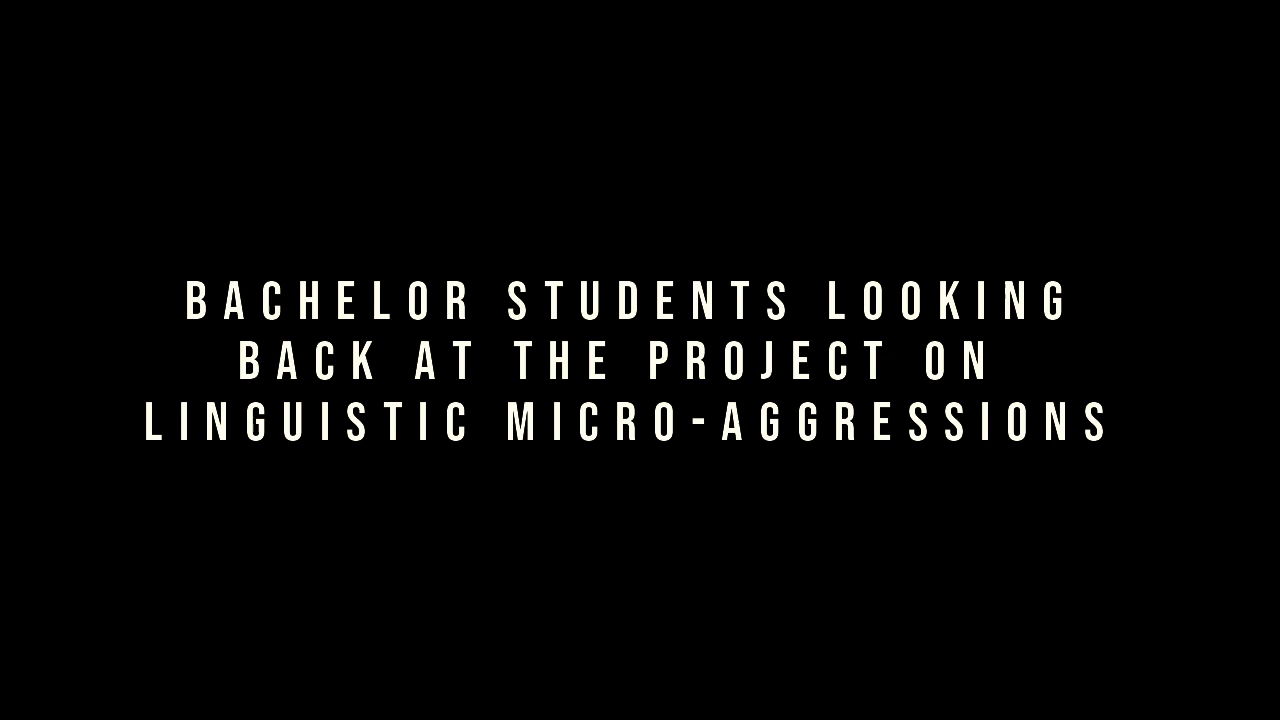 BACHELOR STUDENTS LOOKING
BACK AT THE PROJECT ON
LINGUISTIC MICRO-AGGRESSIONS